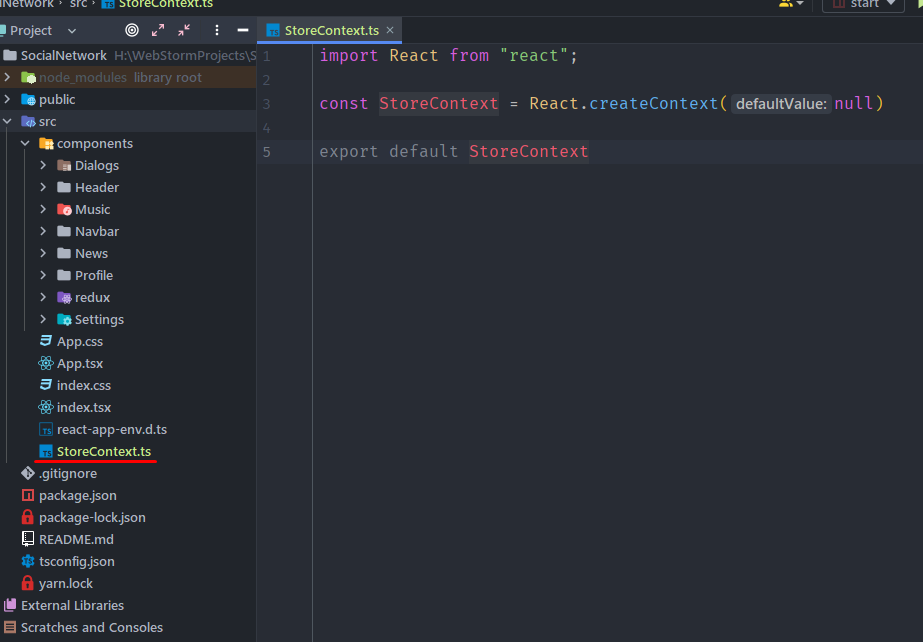 Network › src › StoreContext.ts start
Project StoreContext.ts ×
SocialNetwork H:\WebStormProjects\S
node_modules library root
public
src
components
Dialogs
Header
Music
Navbar
News
Profile
redux
Settings
App.css
App.tsx
index.css
index.tsx
TS react-app-env.d.ts
TS StoreContext.ts
.gitignore
package.json
package-lock.json
README.md
tsconfig.json
yarn.lock
External Libraries
Scratches and Consoles
1 import React from "react";
2
3 const StoreContext = React.createContext( defaultValue: null)
4
5 export default StoreContext